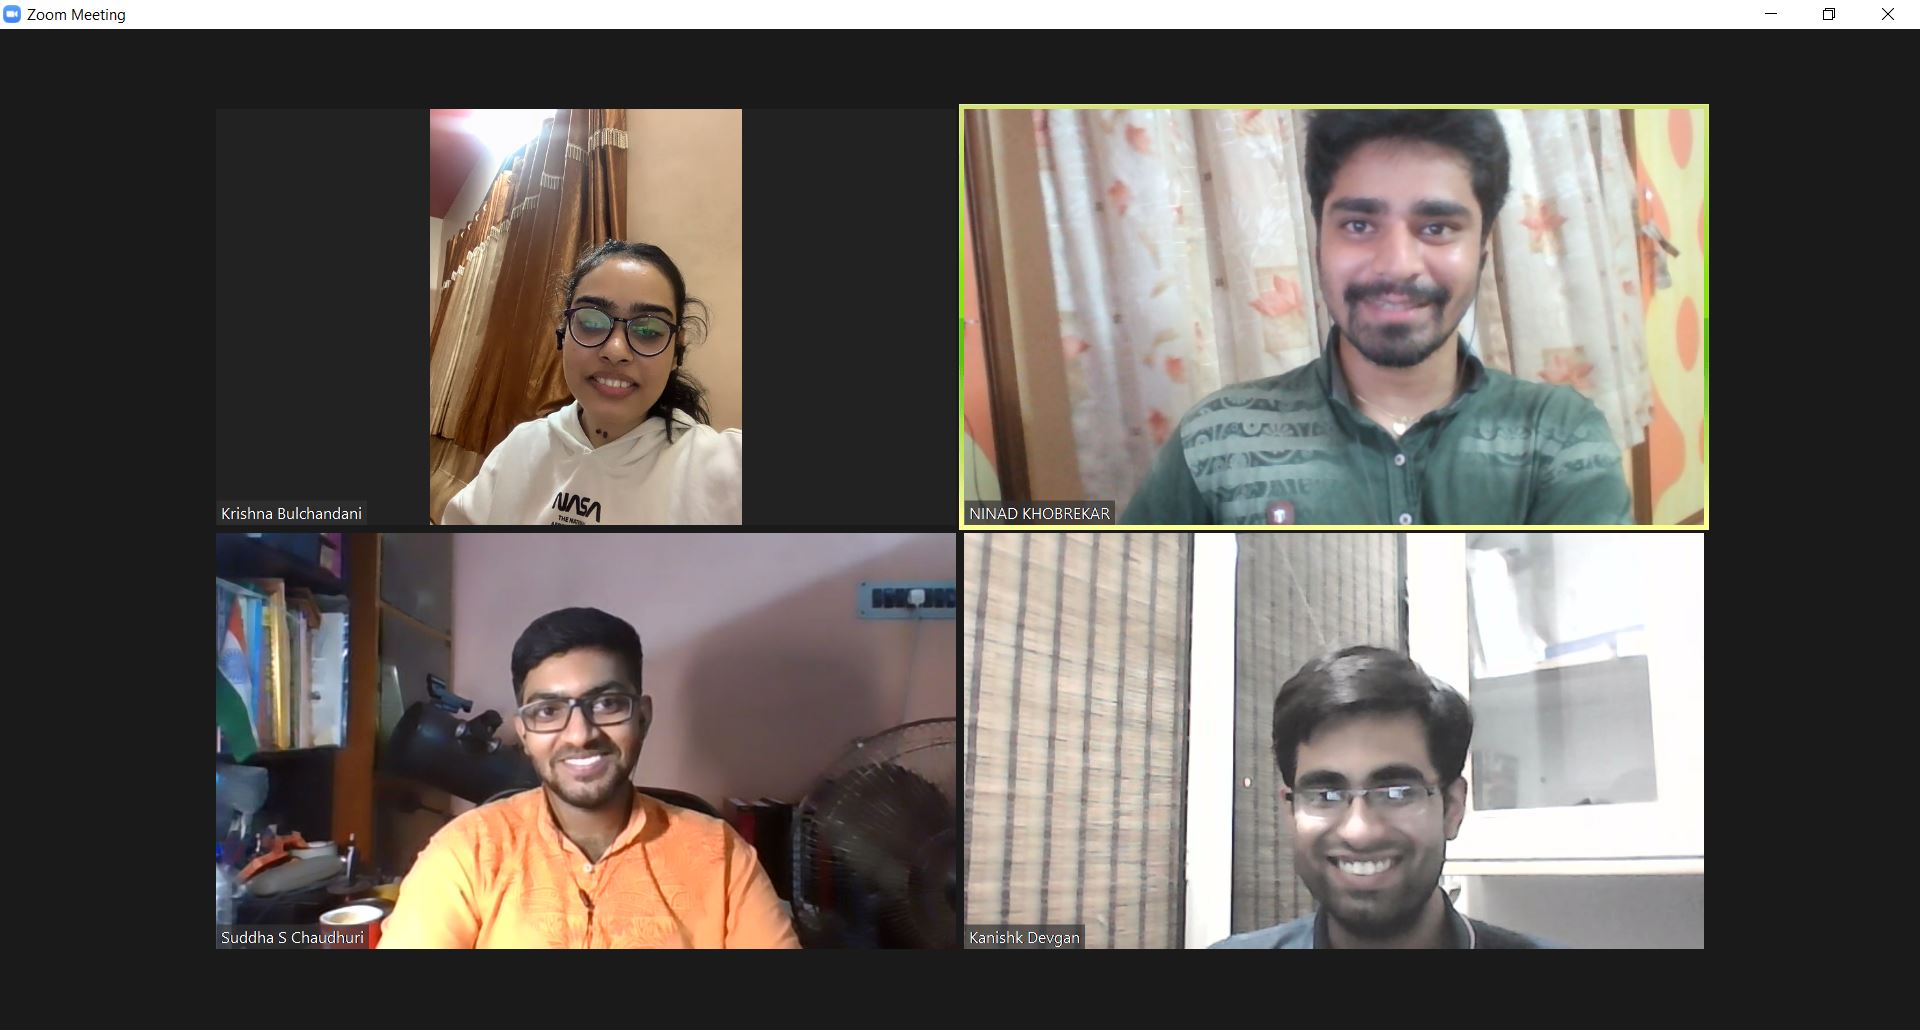 Zoom Meeting
Krishna Bulchandani
NASA
NINAD KHOBREKAR
Suddha S Chaudhuri
Kanishk Devgan